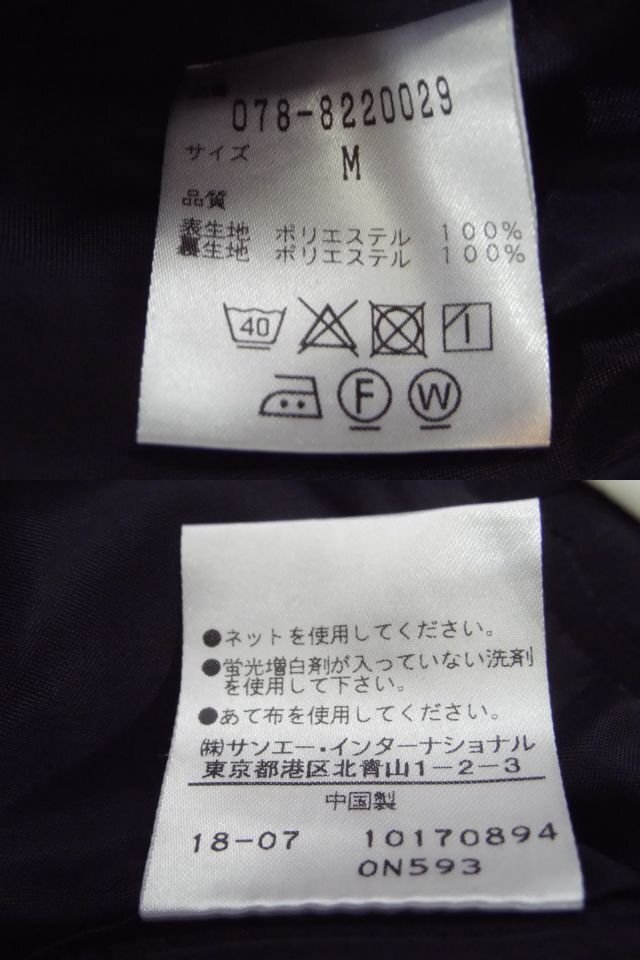 品番
078-8220029
サイズ M
品質
表生地 ポリエステル 100%
裏生地 ポリエステル 100%
40
F W
●ネットを使用してください。
●蛍光増白剤が入っていない洗剤
を使用して下さい。
●あて布を使用してください。
㈱サンエー・インターナショナル
東京都港区北青山1-2-3
中国製
18-07 10170894
0N593